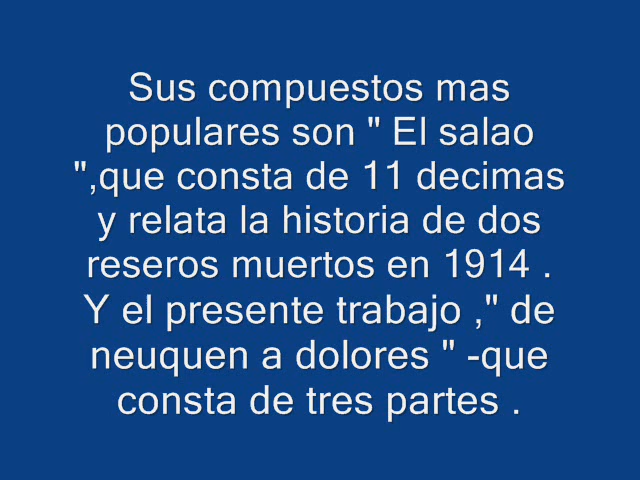 Sus compuestos mas
populares son " El salao
",que consta de 11 decimas
y relata la historia de dos
reseros muertos en 1914 .
Y el presente trabajo ," de
neuquen a dolores " -que
consta de tres partes .